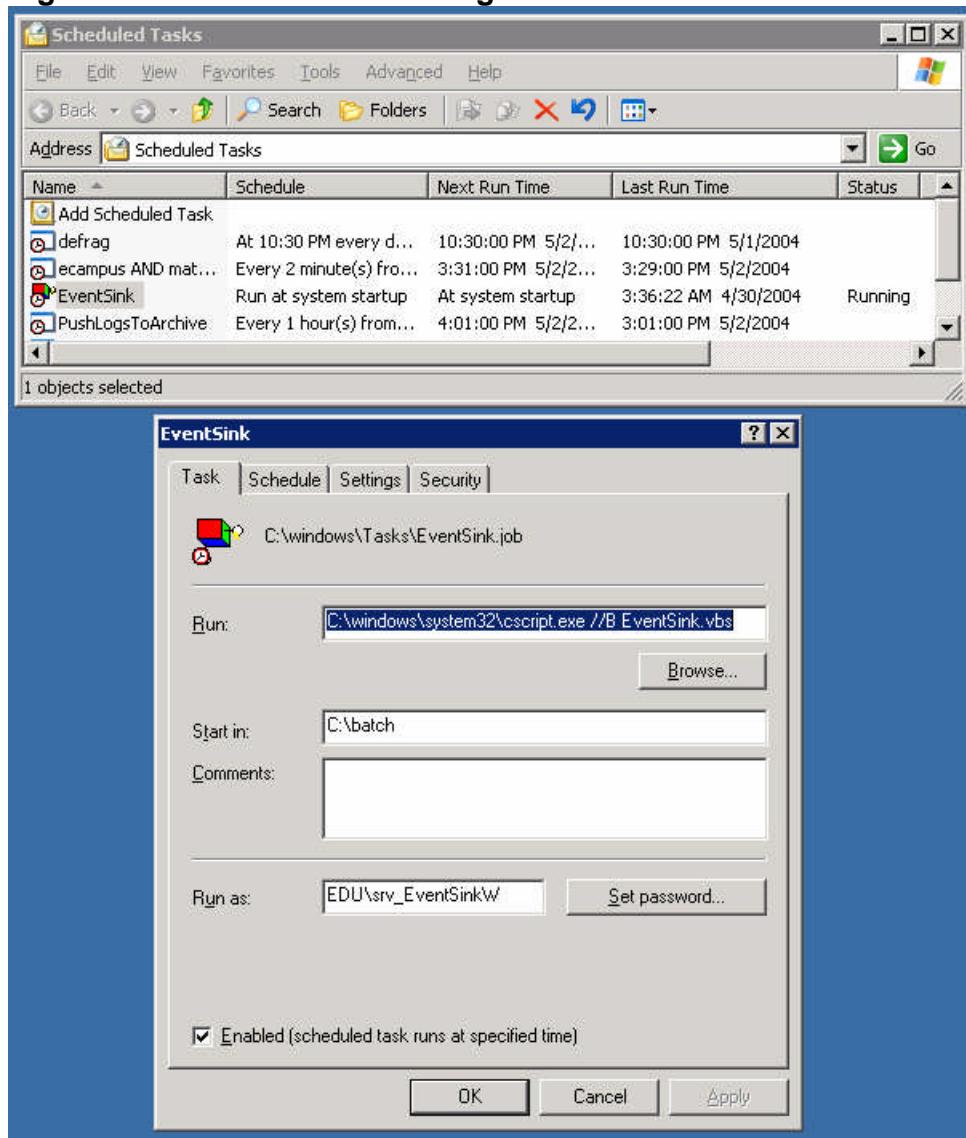 Scheduled Tasks
File Edit View Favorites Tools Advanced Help
Back Search Folders
Address Scheduled Tasks Go
Name Schedule Next Run Time Last Run Time Status
Add Scheduled Task
defrag At 10:30 PM every d... 10:30:00 PM 5/2/... 10:30:00 PM 5/1/2004
ecampus AND mat... Every 2 minute(s) fro... 3:31:00 PM 5/2/2... 3:29:00 PM 5/2/2004
EventSink Run at system startup At system startup 3:36:22 AM 4/30/2004 Running
PushLogsToArchive Every 1 hour(s) from... 4:01:00 PM 5/2/2... 3:01:00 PM 5/2/2004
1 objects selected
EventSink
Task Schedule Settings Security
C:\windows\Tasks\EventSink.job
Run: C:\windows\system32\cscript.exe //B EventSink.vbs
Browse...
Start in: C:\batch
Comments:
Run as: EDU\srv_EventSinkW Set password...
Enabled (scheduled task runs at specified time)
OK Cancel Apply